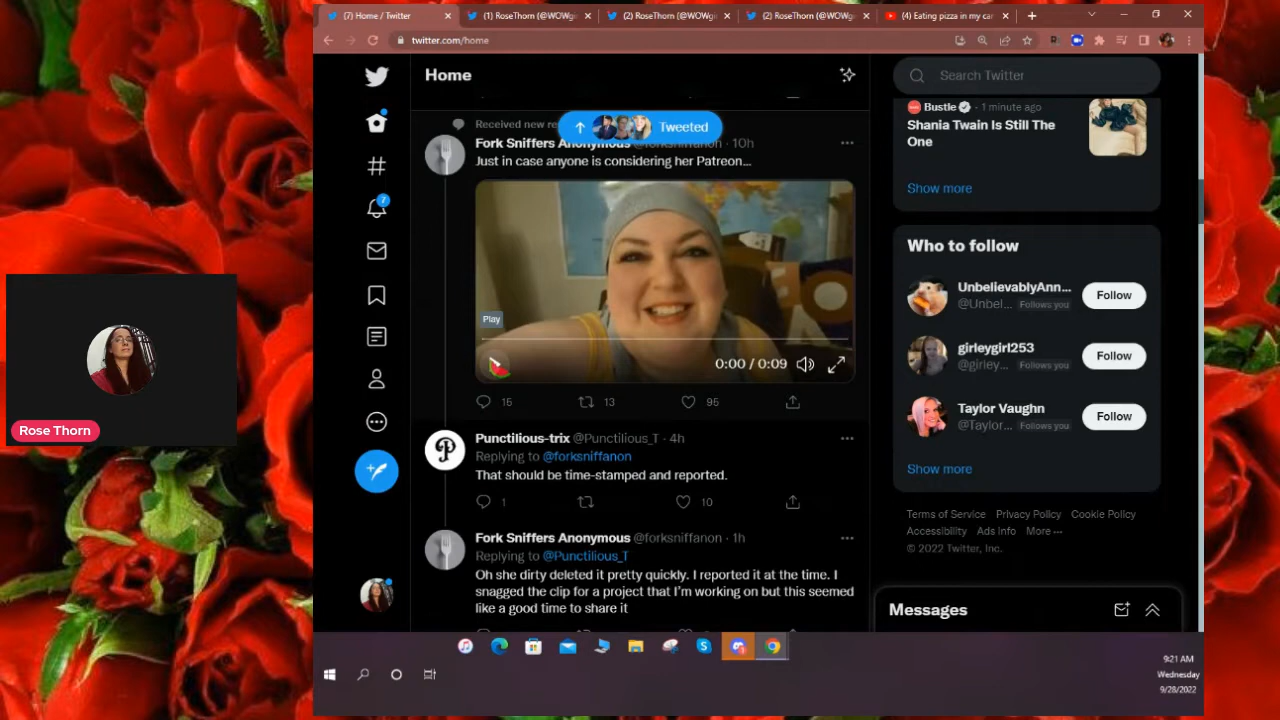 (7) Home / Twitter
(1) RoseThorn (@WOWgi
(2) RoseThorn (@WOWgi
(2) RoseThorn (@WOWgi
(4) Eating pizza in my car
twitter.com/home
Home
Search Twitter
Received new re
Tweeted
Fork Sniffers Anonymous @forksniffanon · 10h
Just in case anyone is considering her Patreon...
Play
0:00 / 0:09
15
13
95
Punctilious-trix @Punctilious_T · 4h
Replying to @forksniffanon
That should be time-stamped and reported.
1
10
Fork Sniffers Anonymous @forksniffanon · 1h
Replying to @Punctilious_T
Oh she dirty deleted it pretty quickly. I reported it at the time. I
snagged the clip for a project that I'm working on but this seemed
like a good time to share it
Bustle · 1 minute ago
Shania Twain Is Still The
One
Show more
Who to follow
UnbelievablyAnn...
@Unbel... Follows you
Follow
girleygirl253
@girley... Follows you
Follow
Taylor Vaughn
@Taylor... Follows you
Follow
Show more
Terms of Service Privacy Policy Cookie Policy
Accessibility Ads Info More ···
© 2022 Twitter, Inc.
Messages
7
Rose Thorn
9:21 AM
Wednesday
9/28/2022